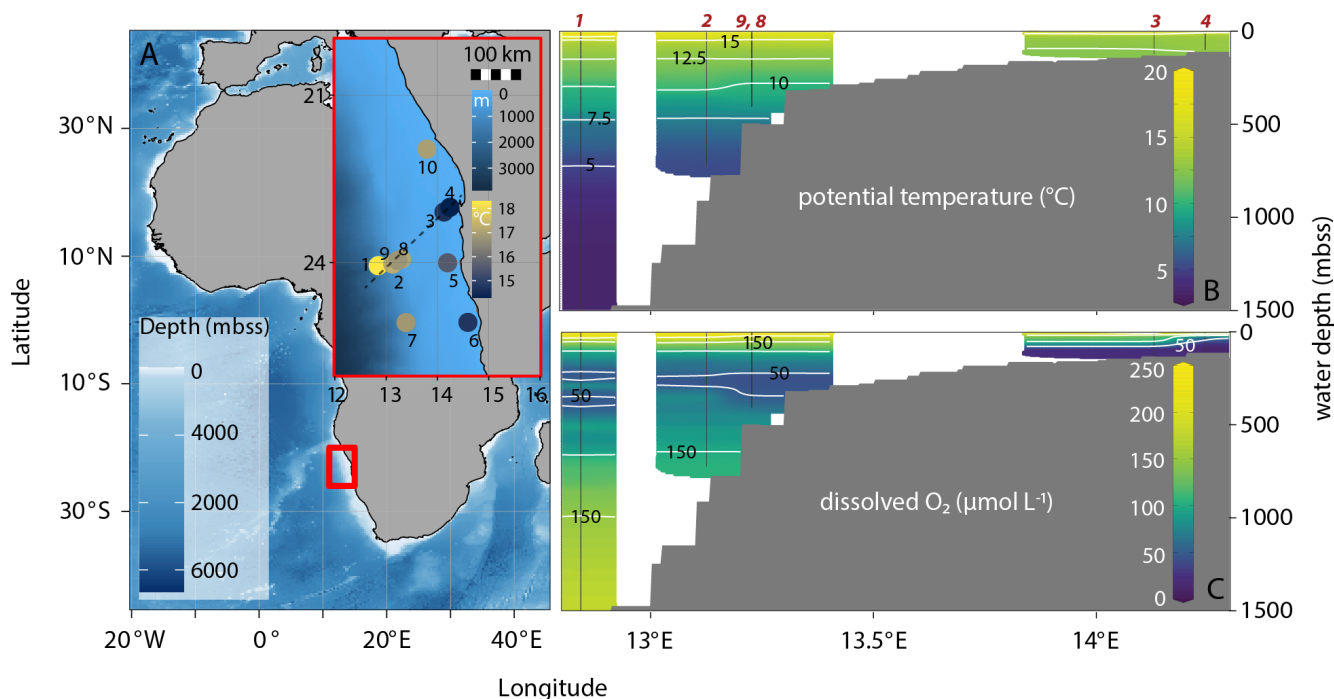 A
30°N
10°N
10°S
30°S
Latitude
20°W
0°
20°E
40°E
Longitude
Depth (mbss)
0
4000
2000
6000
100 km
m
0
1000
2000
3000
°C
18
17
16
15
21
24
12
13
14
15
16
10
4
3
9
8
1
2
5
7
6
1
2
9, 8
3
4
15
12.5
10
7.5
5
potential temperature (°C)
20
15
10
5
B
0
500
1000
1500
water depth (mbss)
150
50
50
50
150
150
dissolved O₂ (μmol L⁻¹)
250
200
150
100
50
0
C
0
500
1000
1500
13°E
13.5°E
14°E